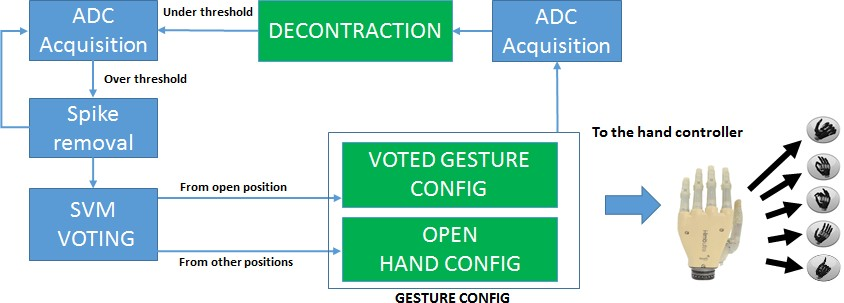 ADC
Acquisition
Under threshold
DECONTRACTION
ADC
Acquisition
Over threshold
Spike
removal
To the hand controller
VOTED GESTURE
CONFIG
From open position
SVM
VOTING
OPEN
HAND CONFIG
From other positions
GESTURE CONFIG